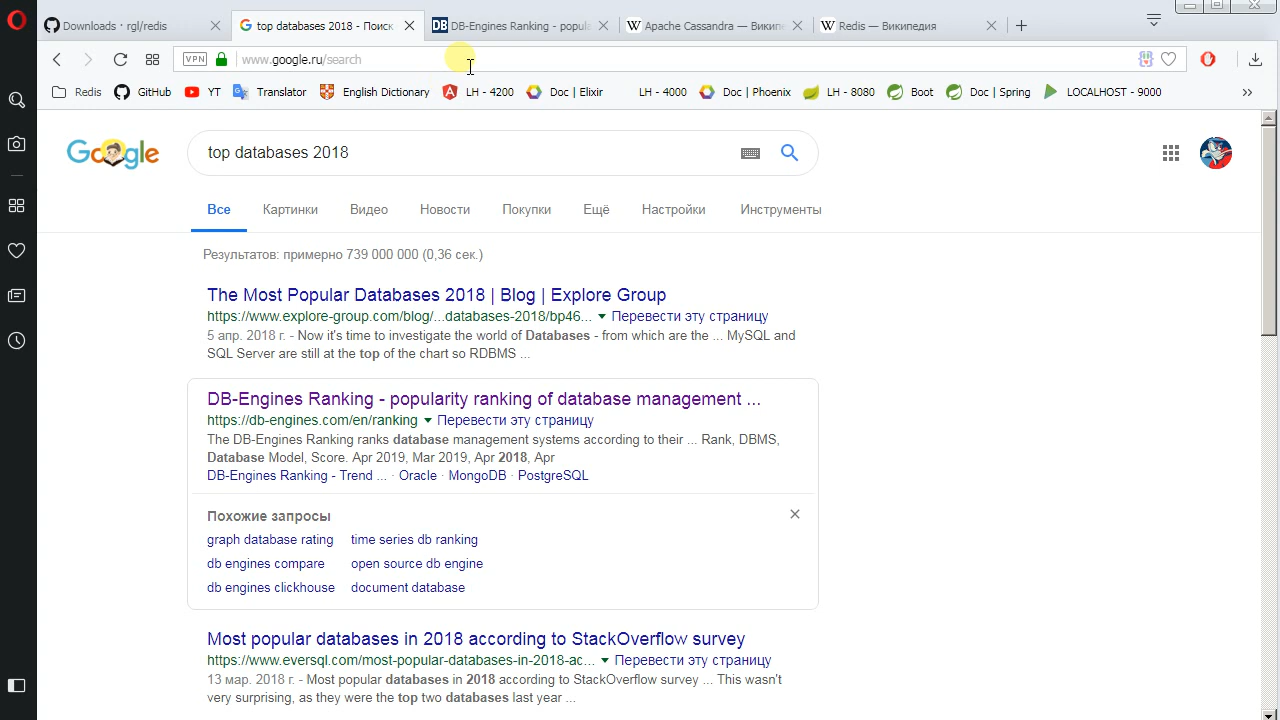 Downloads · rgl/redis
top databases 2018 - Поиск
DB DB-Engines Ranking - popul
W Apache Cassandra — Викип
W Redis — Википедия
VPN www.google.ru/search
Redis GitHub YT Translator English Dictionary LH - 4200 Doc | Elixir LH - 4000 Doc | Phoenix LH - 8080 Boot Doc | Spring LOCALHOST - 9000 »
Google
top databases 2018
Все Картинки Видео Новости Покупки Ещё Настройки Инструменты
Результатов: примерно 739 000 000 (0,36 сек.)
The Most Popular Databases 2018 | Blog | Explore Group
https://www.explore-group.com/blog/...databases-2018/bp46... Перевести эту страницу
5 апр. 2018 г. - Now it's time to investigate the world of Databases - from which are the ... MySQL and
SQL Server are still at the top of the chart so RDBMS ...
DB-Engines Ranking - popularity ranking of database management ...
https://db-engines.com/en/ranking Перевести эту страницу
The DB-Engines Ranking ranks database management systems according to their ... Rank, DBMS,
Database Model, Score. Apr 2019, Mar 2019, Apr 2018, Apr
DB-Engines Ranking - Trend ... · Oracle · MongoDB · PostgreSQL
Похожие запросы
graph database rating time series db ranking
db engines compare open source db engine
db engines clickhouse document database
Most popular databases in 2018 according to StackOverflow survey
https://www.eversql.com/most-popular-databases-in-2018-ac... Перевести эту страницу
13 мар. 2018 г. - Most popular databases in 2018 according to StackOverflow survey ... This wasn't
very surprising, as they were the top two databases last year ...